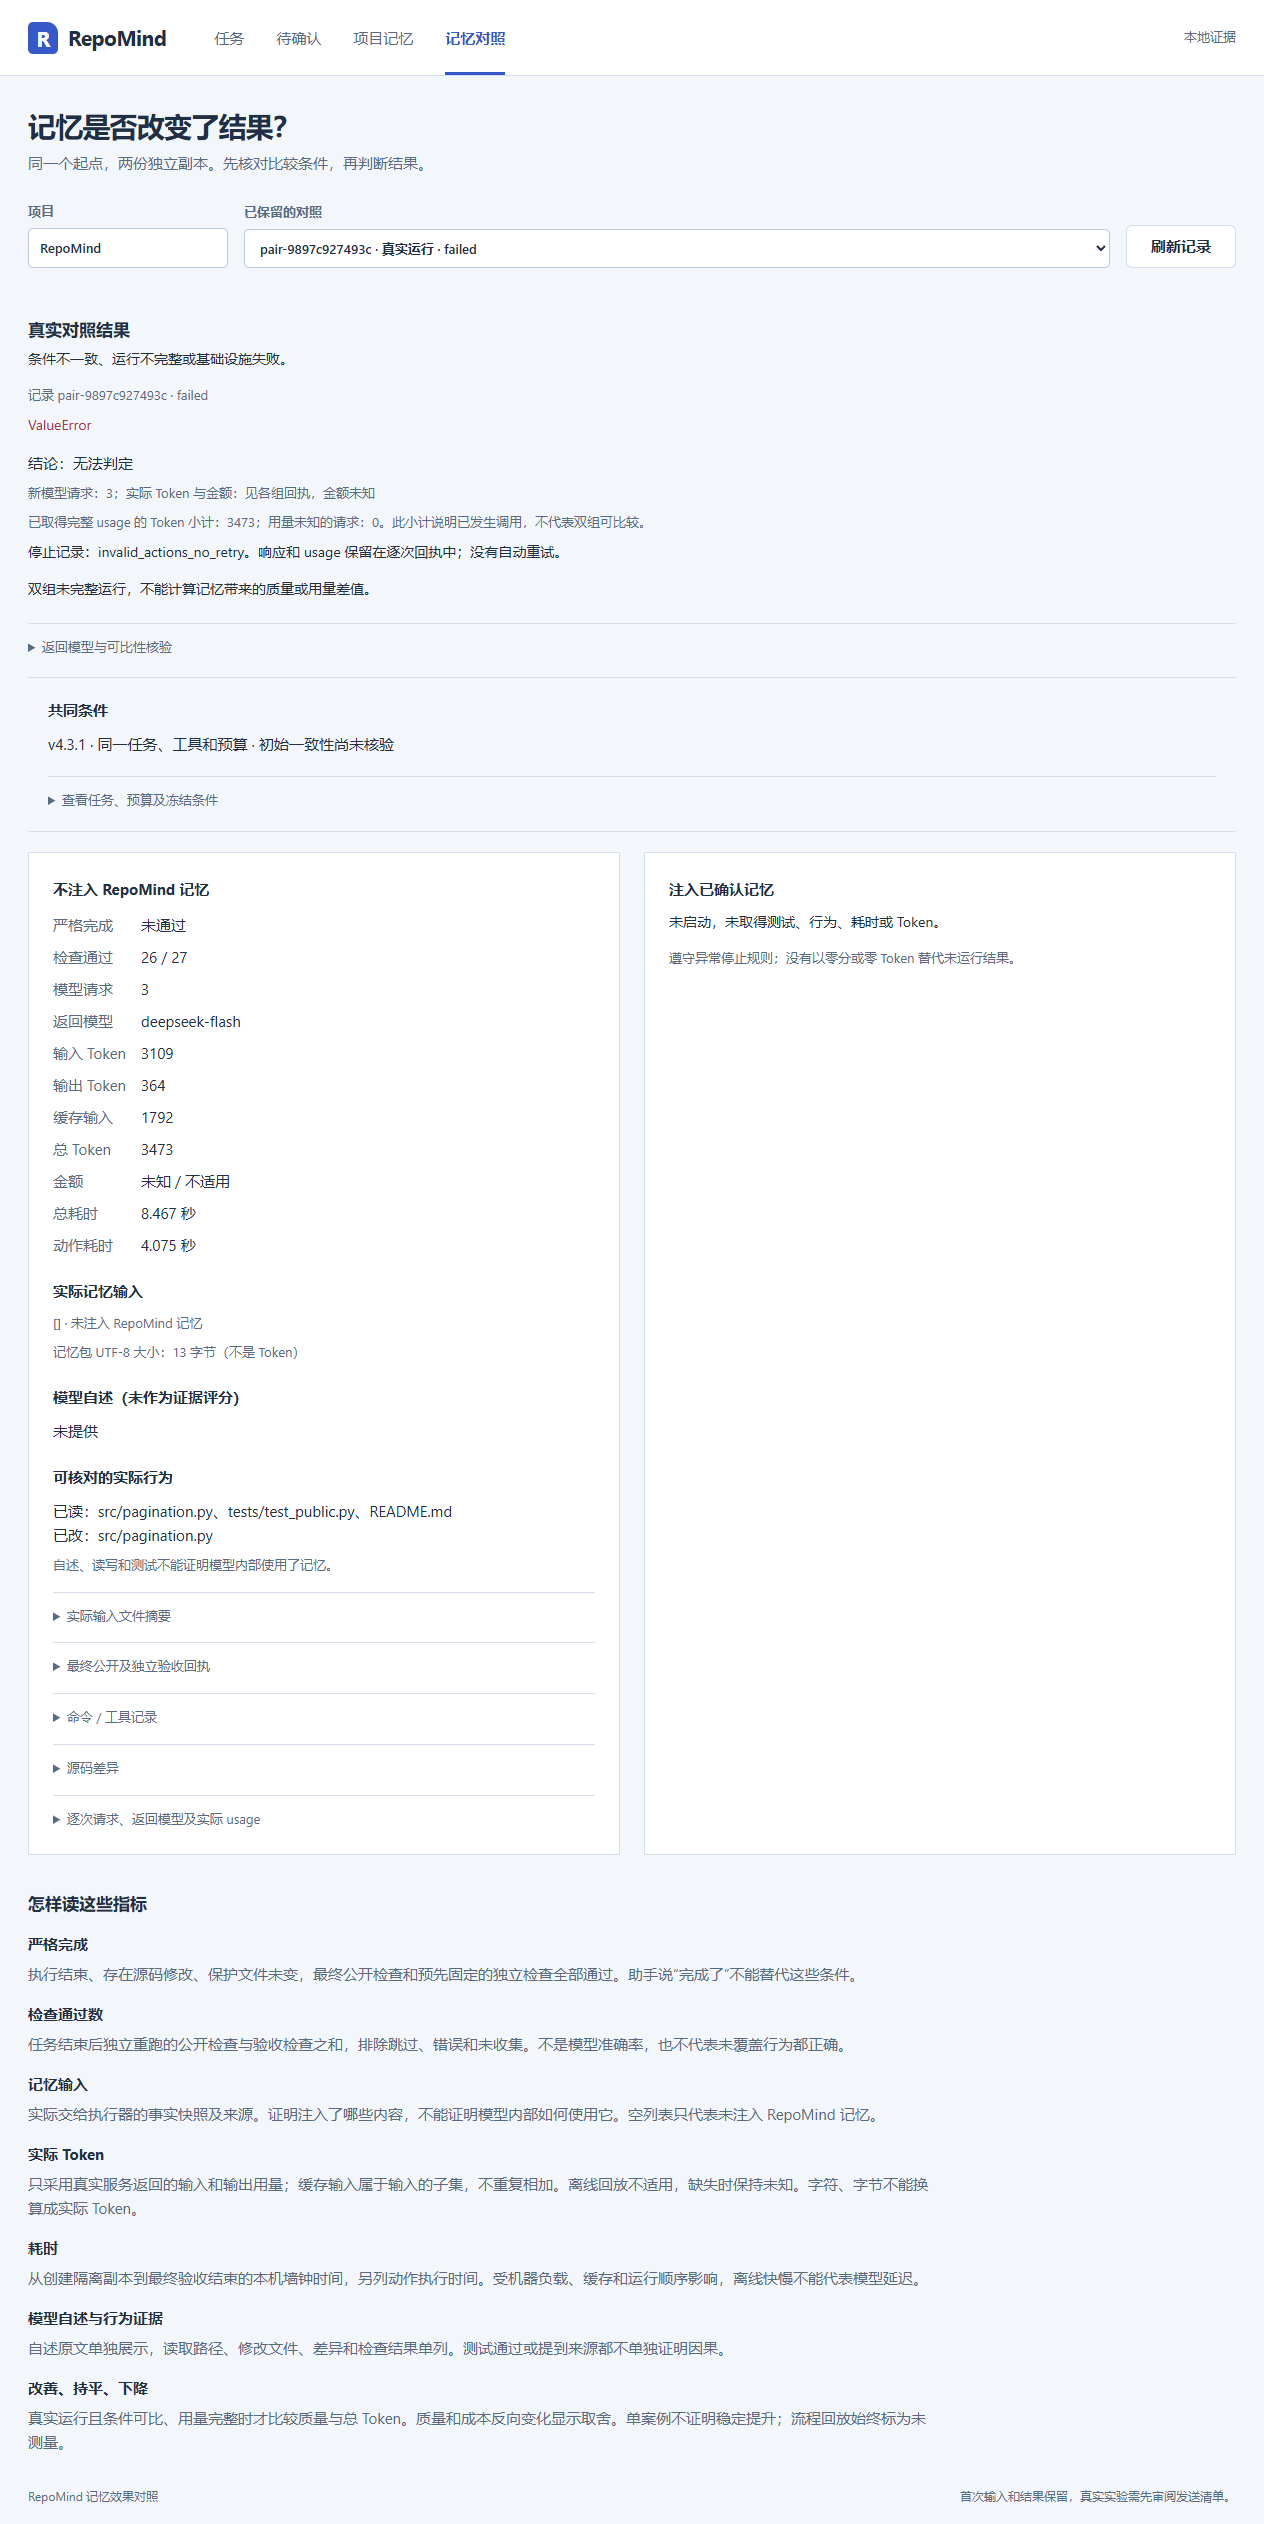 R RepoMind 任务 待确认 项目记忆 记忆对照 本地证据
记忆是否改变了结果？
同一个起点，两份独立副本。先核对比较条件，再判断结果。
项目 已保留的对照
RepoMind pair-9897c927493c · 真实运行 · failed 刷新记录
真实对照结果
条件不一致、运行不完整或基础设施失败。
记录 pair-9897c927493c · failed
ValueError
结论：无法判定
新模型请求：3；实际 Token 与金额：见各组回执，金额未知
已取得完整 usage 的 Token 小计：3473；用量未知的请求：0。此小计说明已发生调用，不代表双组可比较。
停止记录：invalid_actions_no_retry。响应和 usage 保留在逐次回执中；没有自动重试。
双组未完整运行，不能计算记忆带来的质量或用量差值。
▶ 返回模型与可比性核验
共同条件
v4.3.1 · 同一任务、工具和预算 · 初始一致性尚未核验
▶ 查看任务、预算及冻结条件
不注入 RepoMind 记忆
严格完成 未通过
检查通过 26 / 27
模型请求 3
返回模型 deepseek-flash
输入 Token 3109
输出 Token 364
缓存输入 1792
总 Token 3473
金额 未知 / 不适用
总耗时 8.467 秒
动作耗时 4.075 秒
实际记忆输入
[] · 未注入 RepoMind 记忆
记忆包 UTF-8 大小：13 字节（不是 Token）
模型自述（未作为证据评分）
未提供
可核对的实际行为
已读：src/pagination.py、tests/test_public.py、README.md
已改：src/pagination.py
自述、读写和测试不能证明模型内部使用了记忆。
▶ 实际输入文件摘要
▶ 最终公开及独立验收回执
▶ 命令 / 工具记录
▶ 源码差异
▶ 逐次请求、返回模型及实际 usage
注入已确认记忆
未启动，未取得测试、行为、耗时或 Token。
遵守异常停止规则；没有以零分或零 Token 替代未运行结果。
怎样读这些指标
严格完成
执行结束、存在源码修改、保护文件未变，最终公开检查和预先固定的独立检查全部通过。助手说“完成了”不能替代这些条件。
检查通过数
任务结束后独立重跑的公开检查与验收检查之和，排除跳过、错误和未收集。不是模型准确率，也不代表未覆盖行为都正确。
记忆输入
实际交给执行器的事实快照及来源。证明注入了哪些内容，不能证明模型内部如何使用它。空列表只代表未注入 RepoMind 记忆。
实际 Token
只采用真实服务返回的输入和输出用量；缓存输入属于输入的子集，不重复相加。离线回放不适用，缺失时保持未知。字符、字节不能换
算成实际 Token。
耗时
从创建隔离副本到最终验收结束的本机墙钟时间，另列动作执行时间。受机器负载、缓存和运行顺序影响，离线快慢不能代表模型延迟。
模型自述与行为证据
自述原文单独展示，读取路径、修改文件、差异和检查结果单列。测试通过或提到来源都不单独证明因果。
改善、持平、下降
真实运行且条件可比、用量完整时才比较质量与总 Token。质量和成本反向变化显示取舍。单案例不证明稳定提升；流程回放始终标为未
测量。
RepoMind 记忆效果对照 首次输入和结果保留，真实实验需先审阅发送清单。